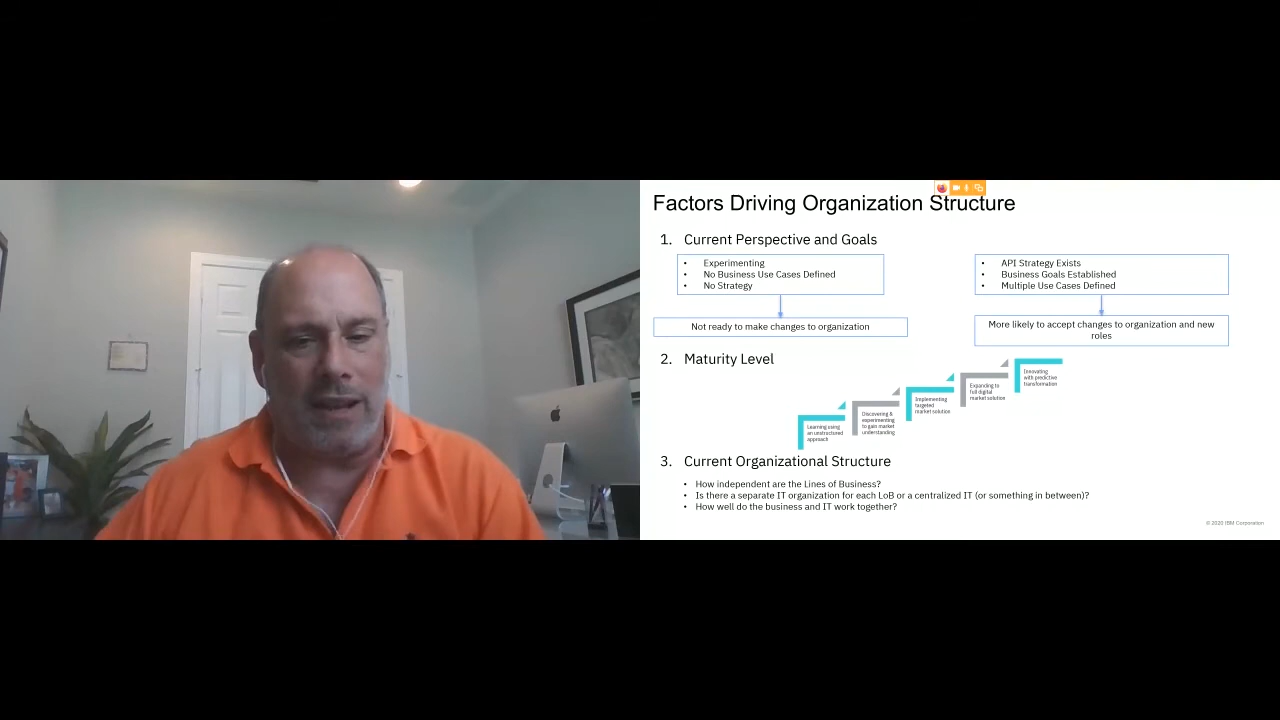 Factors Driving Organization Structure
1. Current Perspective and Goals
• Experimenting
• No Business Use Cases Defined
• No Strategy
• API Strategy Exists
• Business Goals Established
• Multiple Use Cases Defined
Not ready to make changes to organization
More likely to accept changes to organization and new
roles
2. Maturity Level
Learning using
an unstructured
approach
Discovering &
experimenting
to gain market
understanding
Implementing
targeted
market solution
Expanding to
full digital
market solution
Innovating
with predictive
transformation
3. Current Organizational Structure
• How independent are the Lines of Business?
• Is there a separate IT organization for each LoB or a centralized IT (or something in between)?
• How well do the business and IT work together?
© 2020 IBM Corporation